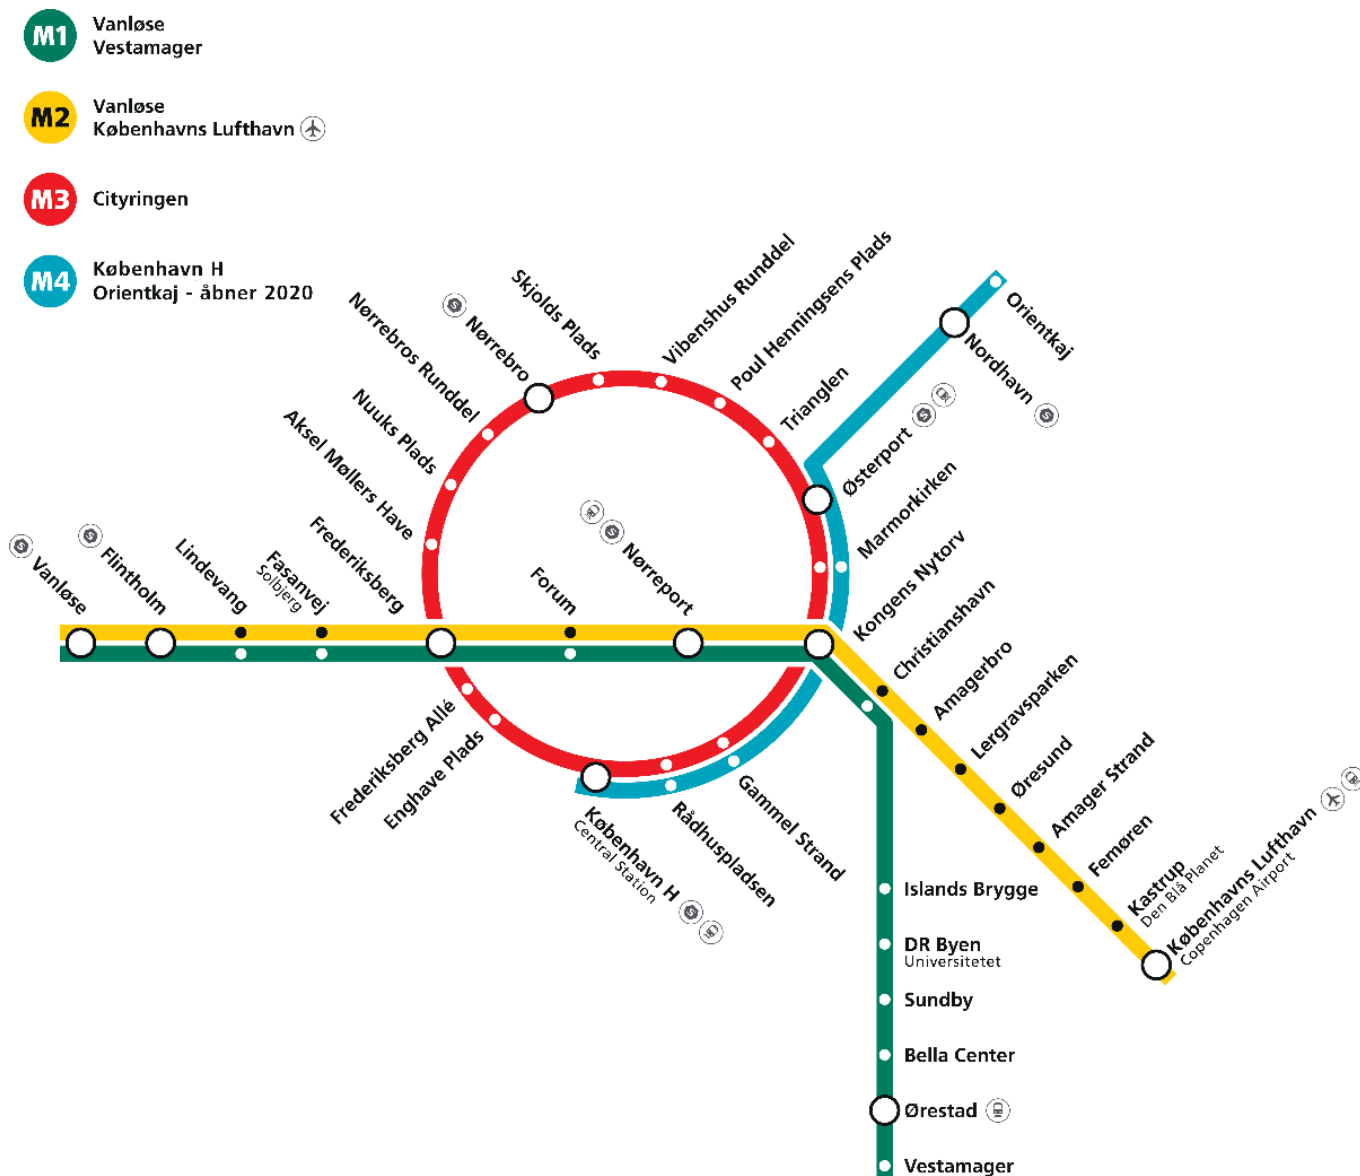 M1
Vanløse
Vestamager
M2
Vanløse
Københavns Lufthavn
M3
Cityringen
M4
København H
Orientkaj - åbner 2020
Vanløse
Flintholm
Lindevang
Fasanvej
Solbjerg
Frederiksberg
Aksel Møllers Have
Nuuks Plads
Nørrebros Runddel
Nørrebro
Skjolds Plads
Vibenshus Runddel
Poul Henningsens Plads
Trianglen
Østerport
Nordhavn
Orientkaj
Marmorkirken
Forum
Nørreport
Kongens Nytorv
Christianshavn
Amagerbro
Lergravsparken
Øresund
Amager Strand
Femøren
Kastrup
Den Blå Planet
Københavns Lufthavn
Copenhagen Airport
Frederiksberg Allé
Enghave Plads
København H
Central Station
Rådhuspladsen
Gammel Strand
Islands Brygge
DR Byen
Universitetet
Sundby
Bella Center
Ørestad
Vestamager